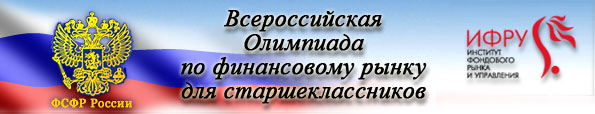 ФСФР России
Всероссийская
Олимпиада
по финансовому рынку
для старшеклассников
ИФРУ
ИНСТИТУТ
ФОНДОВОГО
РЫНКА
И УПРАВЛЕНИЯ